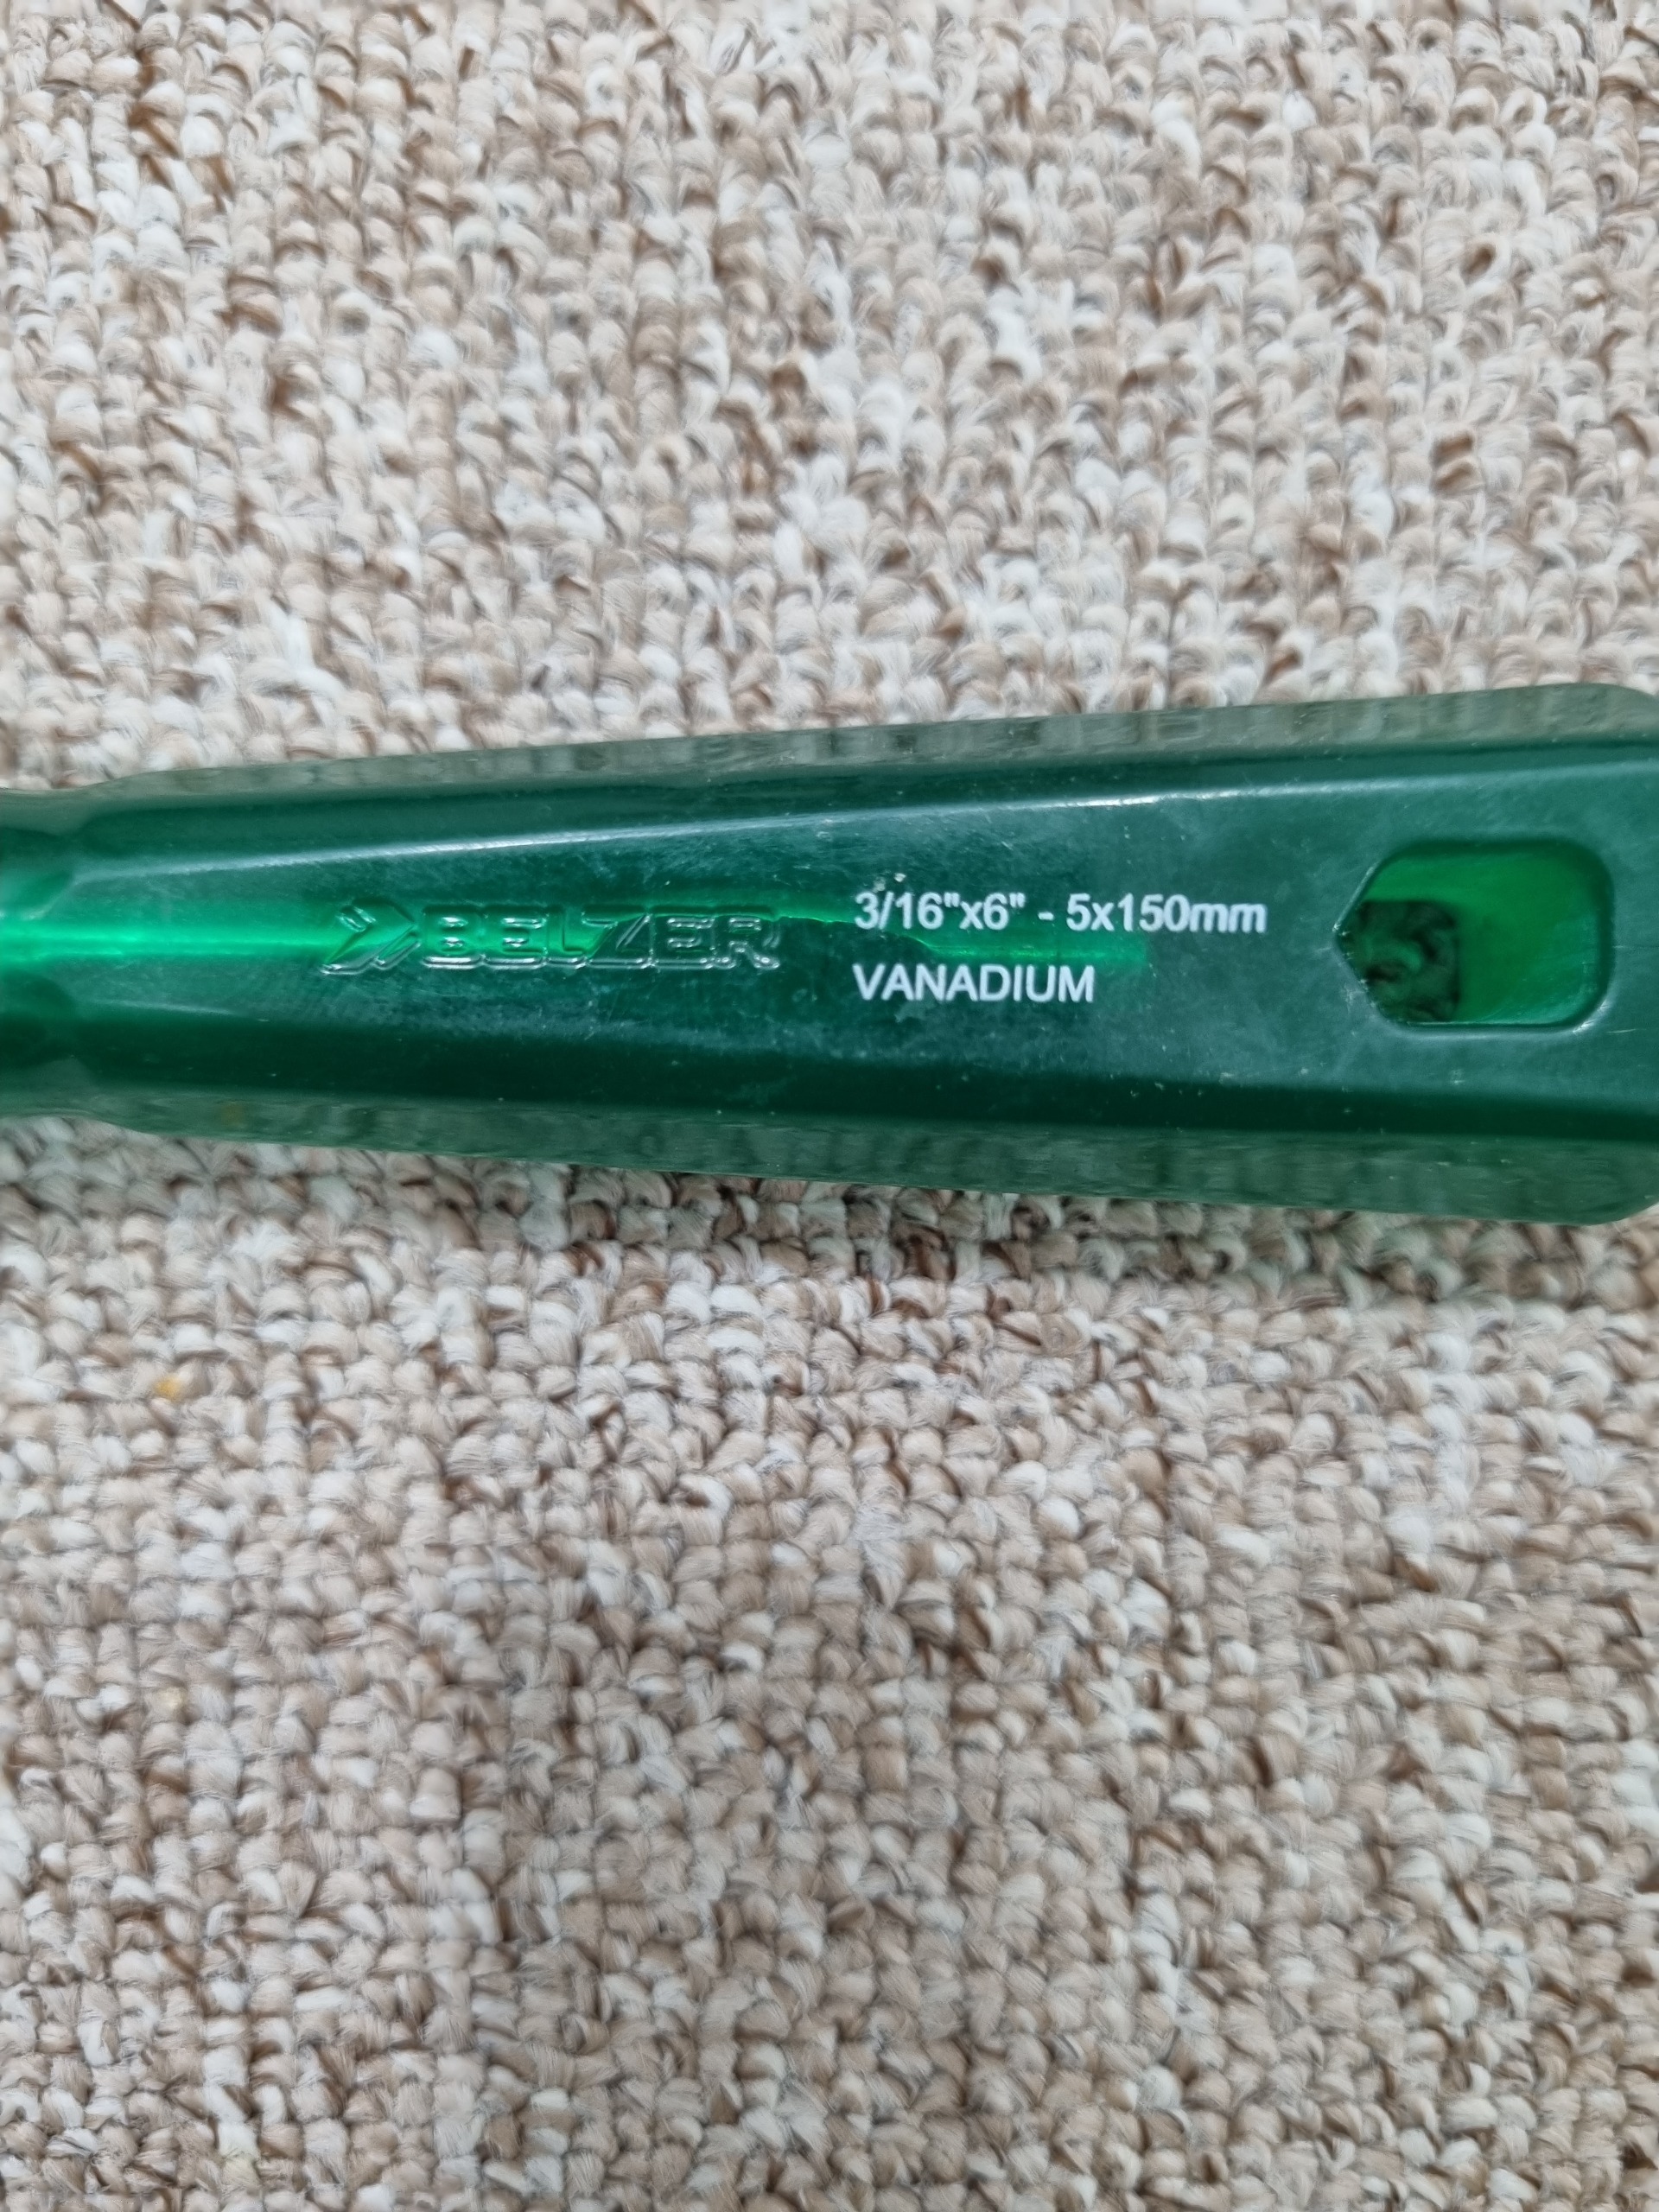 BELZER
3/16"x6" - 5x150mm
VANADIUM